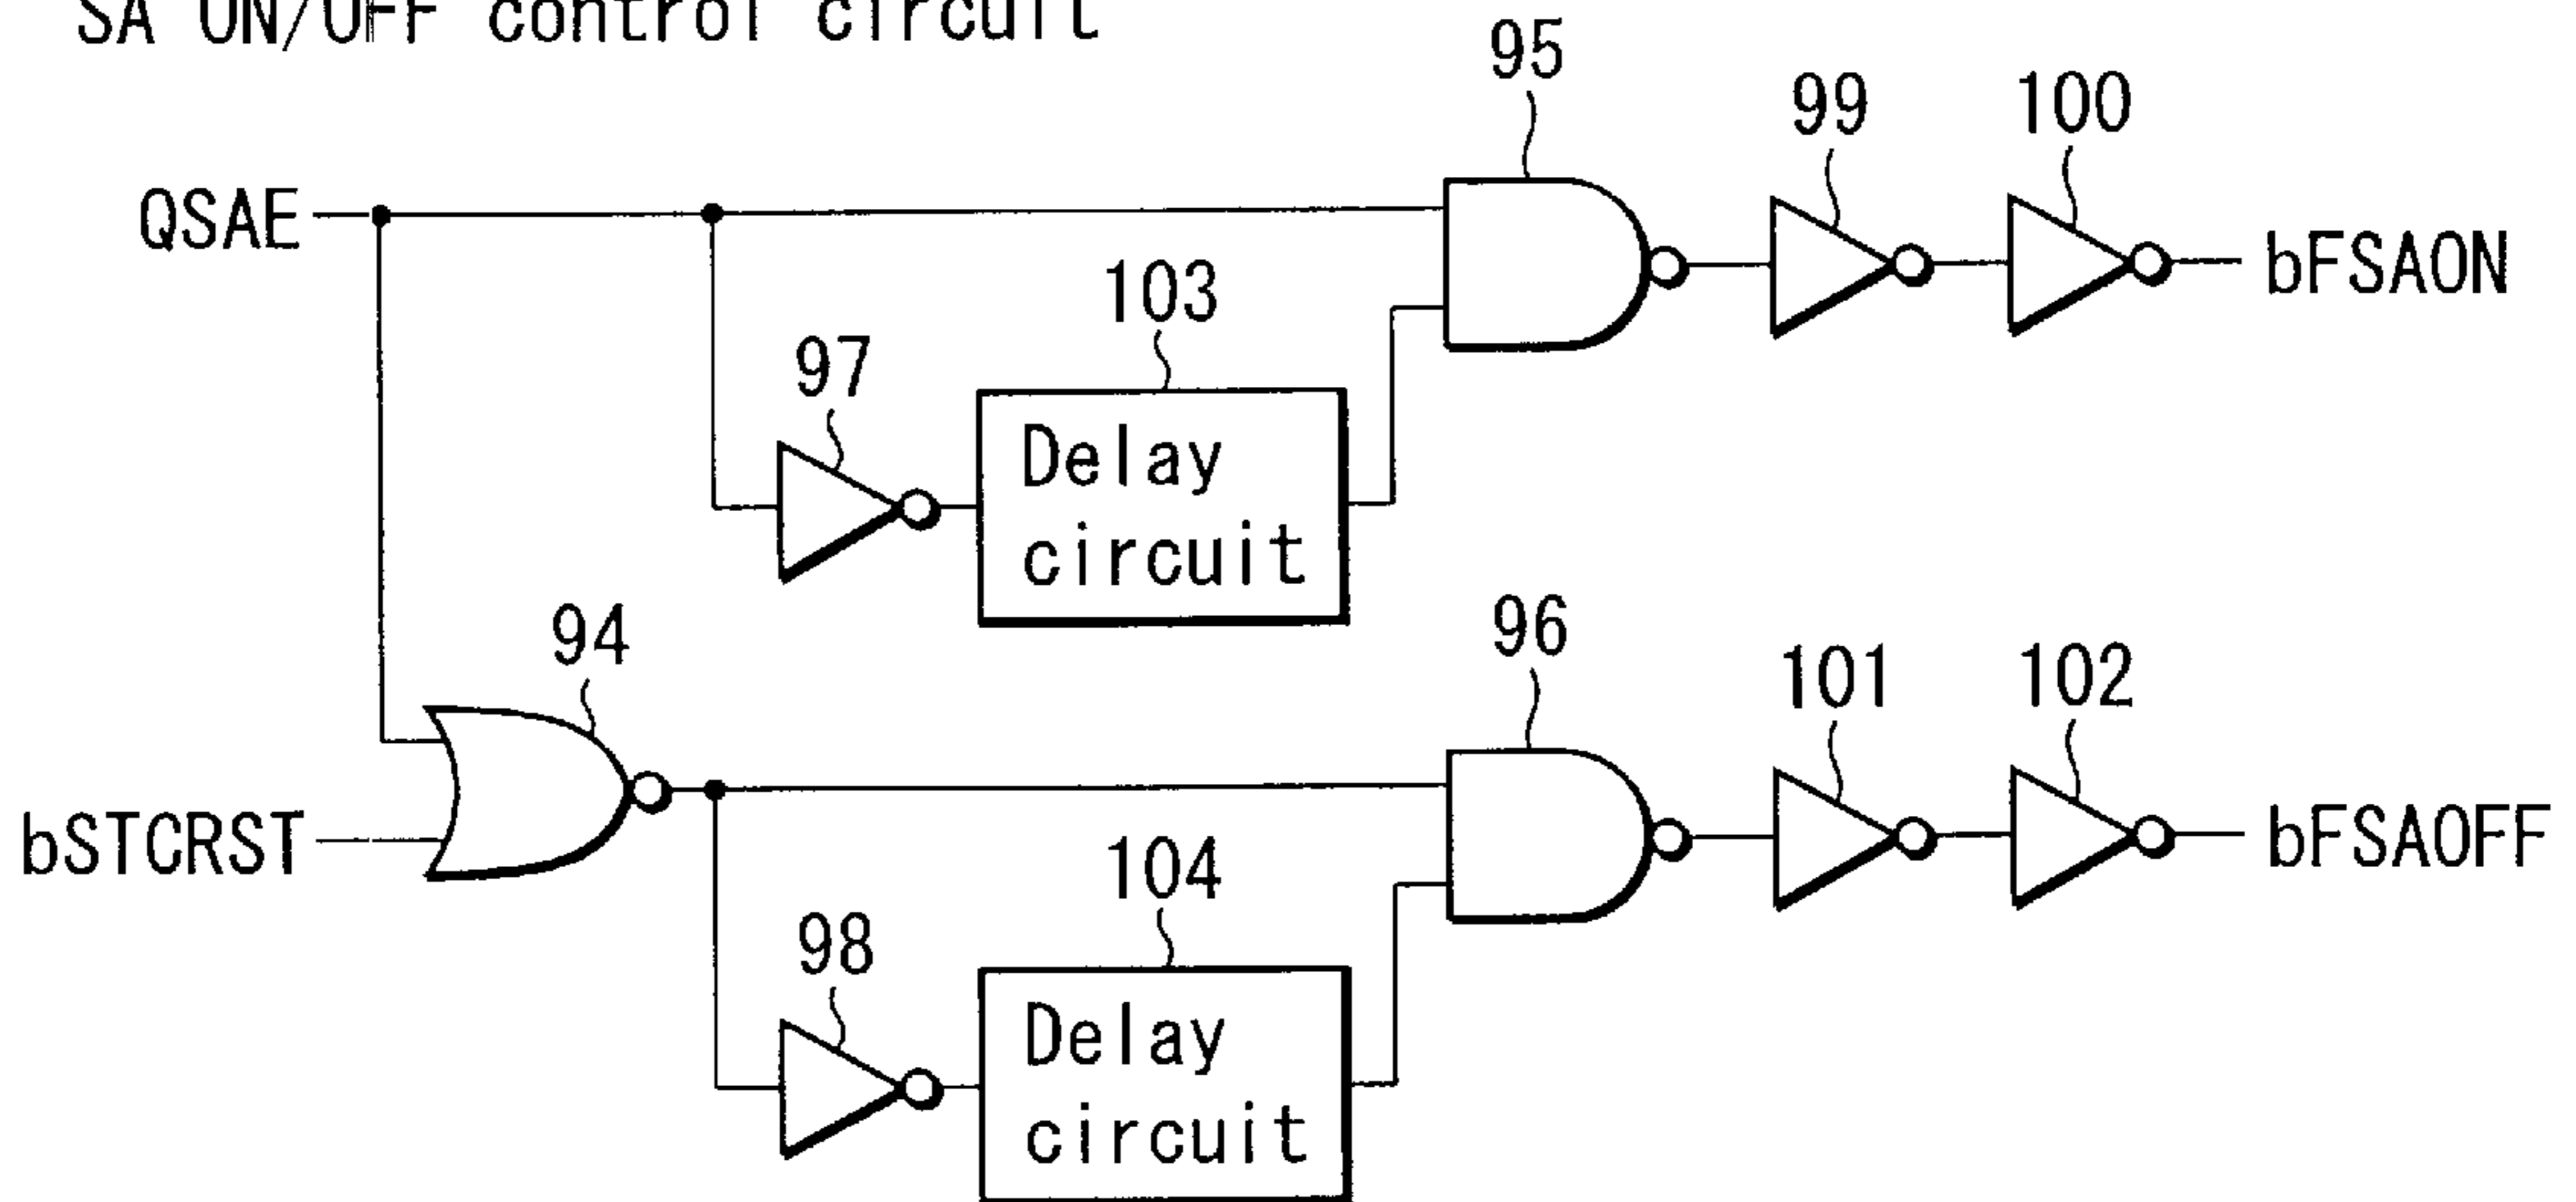 SA ON/OFF control circuit
95
99
100
QSAE
bFSAON
103
97
Delay
circuit
96
94
101
102
bSTCRST
bFSAOFF
104
98
Delay
circuit